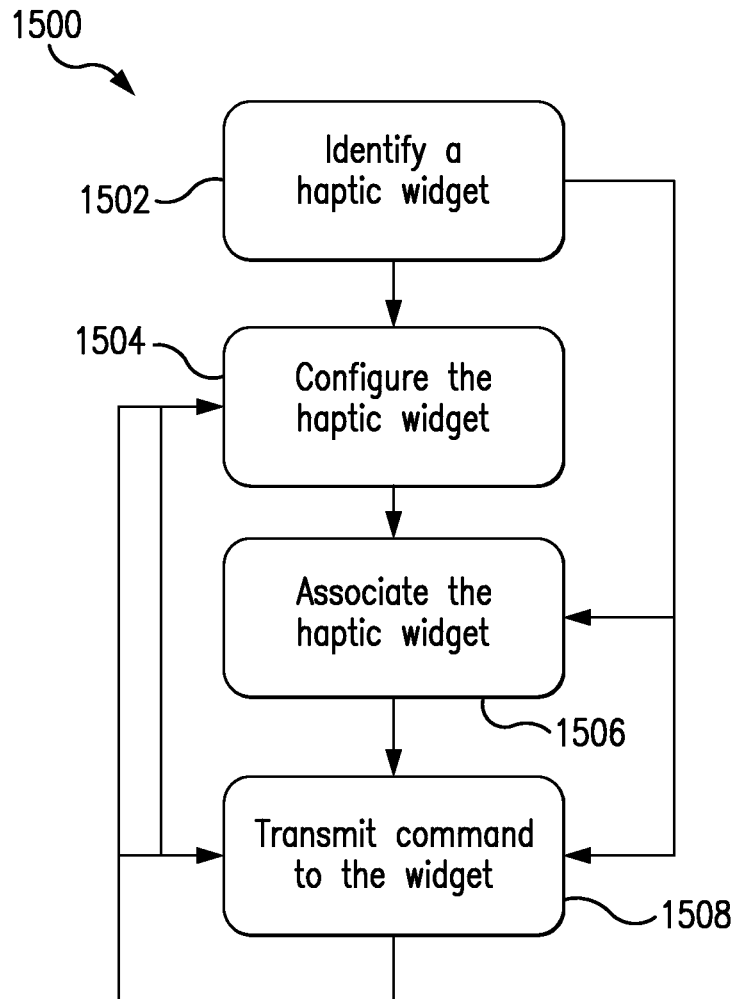 1500
Identify a
haptic widget
1502
1504
Configure the
haptic widget
Associate the
haptic widget
1506
Transmit command
to the widget
1508